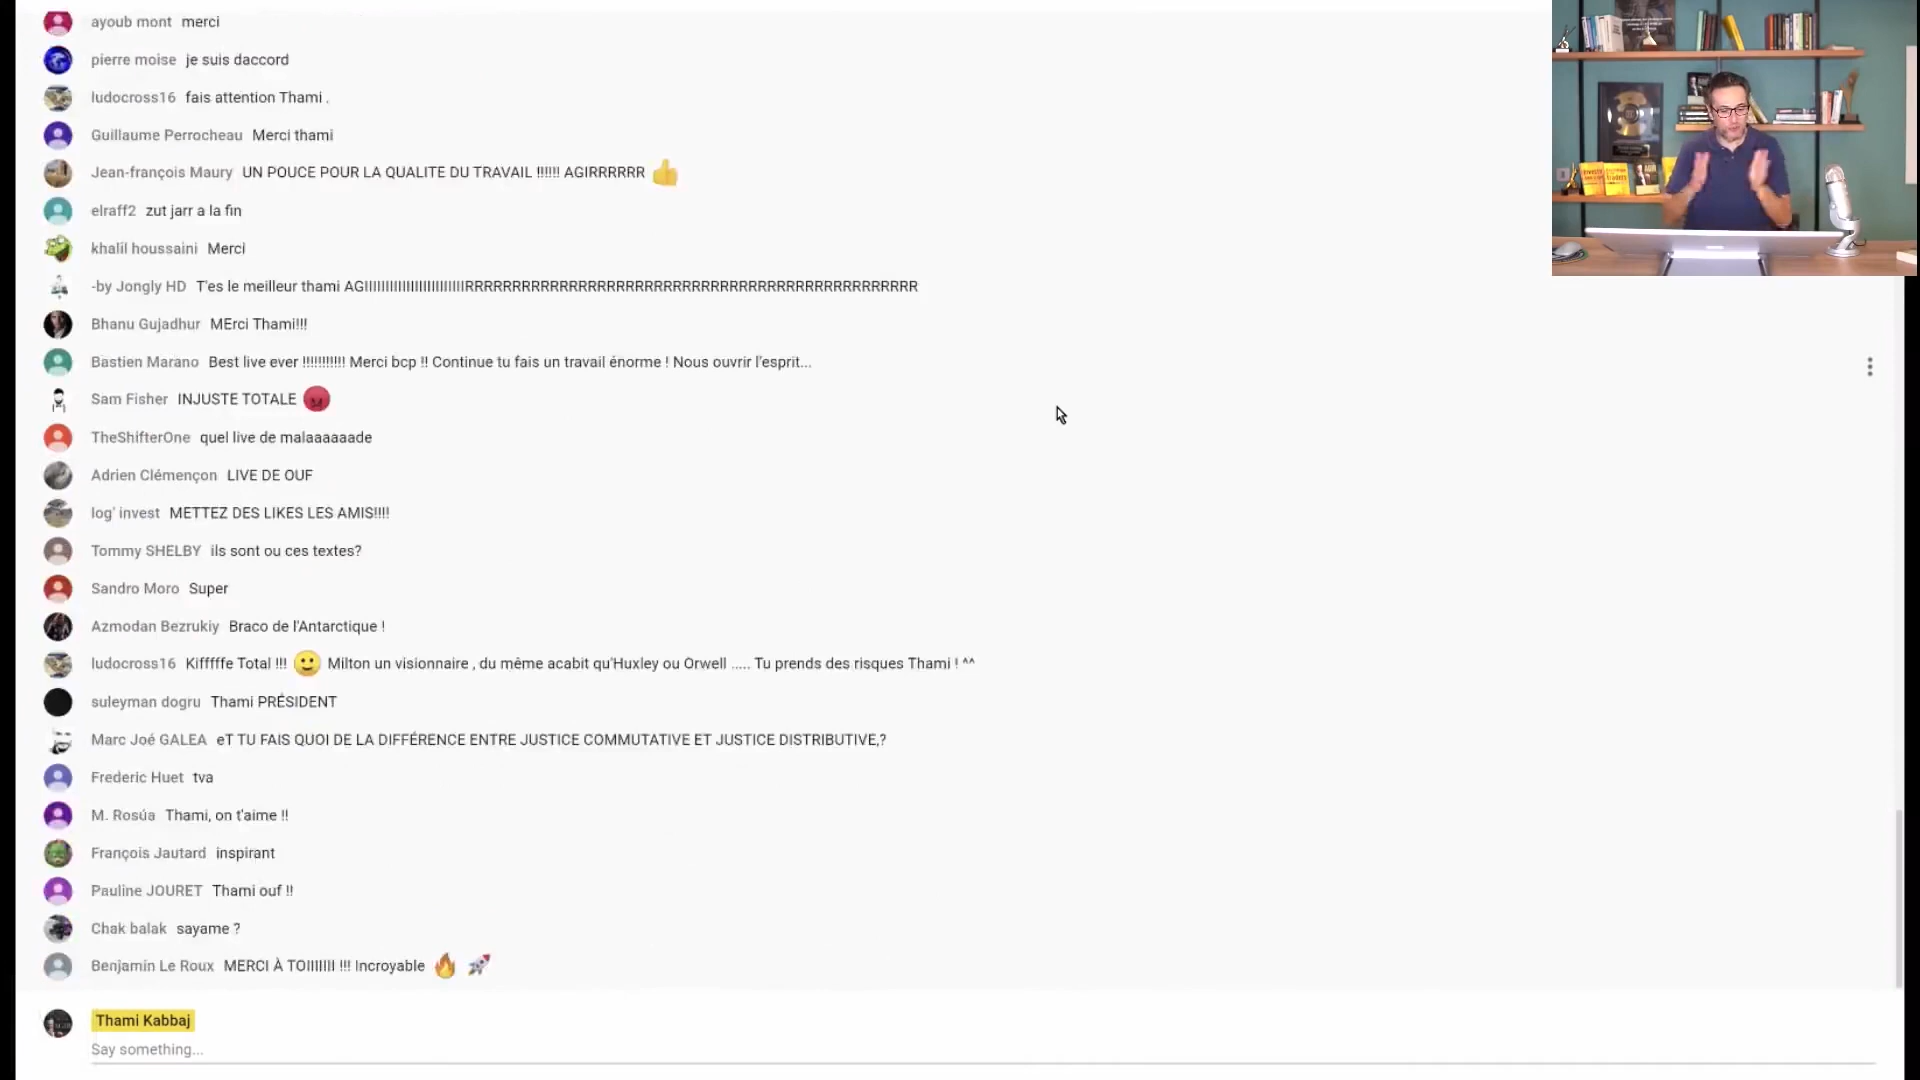 ayoub mont merci
pierre moise je suis daccord
ludocross16 fais attention Thami .
Guillaume Perrocheau Merci thami
Jean-françois Maury UN POUCE POUR LA QUALITE DU TRAVAIL !!!!!! AGIRRRRRR 👍
elraff2 zut jarr a la fin
khalil houssaini Merci
-by Jongly HD T'es le meilleur thami AGIIIIIIIIIIIIIIIIIIIIIIIIRRRRRRRRRRRRRRRRRRRRRRRRRRRRRRRRRRRRRRRRRRRRRRRR
Bhanu Gujadhur MErci Thami!!!
Bastien Marano Best live ever !!!!!!!!!!! Merci bcp !! Continue tu fais un travail énorme ! Nous ouvrir l'esprit...
Sam Fisher INJUSTE TOTALE 😡
TheShifterOne quel live de malaaaaaade
Adrien Clémençon LIVE DE OUF
log' invest METTEZ DES LIKES LES AMIS!!!!
Tommy SHELBY ils sont ou ces textes?
Sandro Moro Super
Azmodan Bezrukiy Braco de l'Antarctique !
ludocross16 Kifffffe Total !!! 🙂 Milton un visionnaire , du même acabit qu'Huxley ou Orwell ..... Tu prends des risques Thami ! ^^
suleyman dogru Thami PRÉSIDENT
Marc Joé GALEA eT TU FAIS QUOI DE LA DIFFÉRENCE ENTRE JUSTICE COMMUTATIVE ET JUSTICE DISTRIBUTIVE,?
Frederic Huet tva
M. Rosúa Thami, on t'aime !!
François Jautard inspirant
Pauline JOURET Thami ouf !!
Chak balak sayame ?
Benjamin Le Roux MERCI À TOIIIIIII !!! Incroyable 🔥 🚀
Thami Kabbaj
Say something...